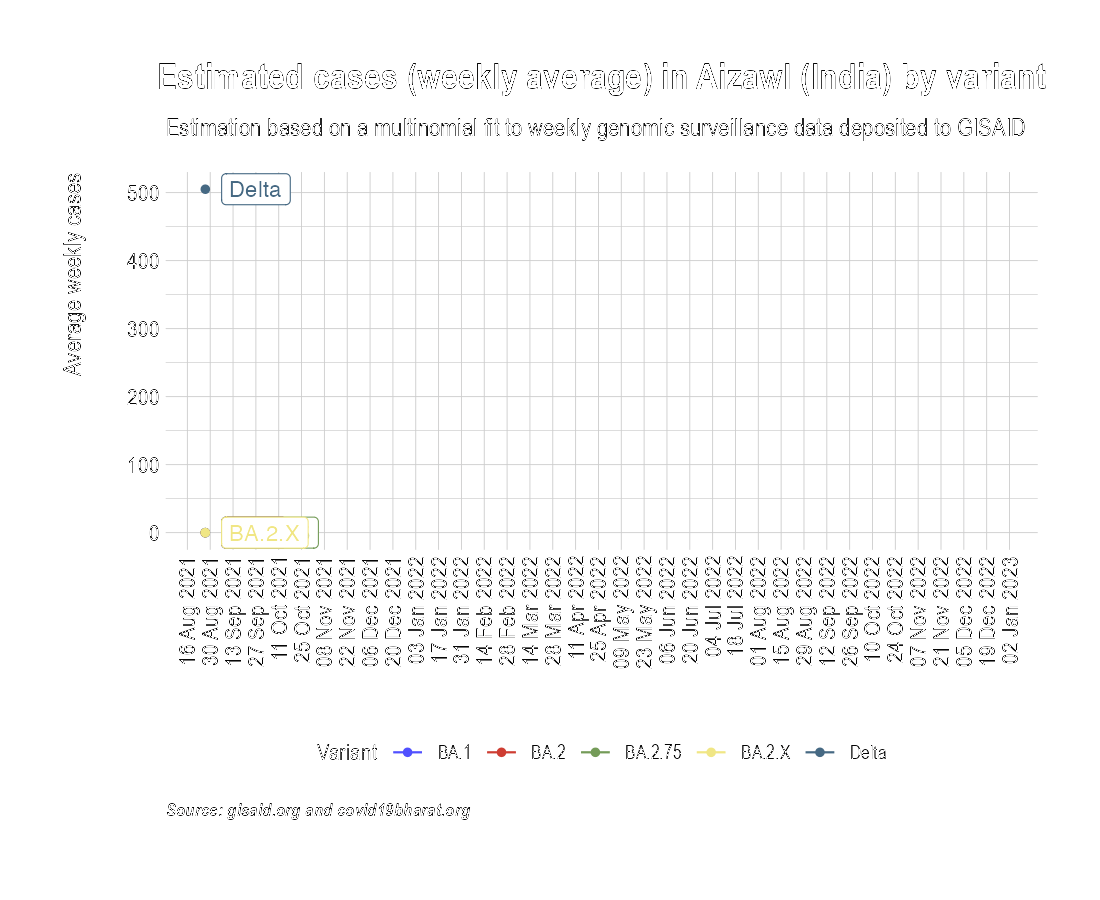 Estimated cases (weekly average) in Aizawl (India) by variant
Estimation based on a multinomial fit to weekly genomic surveillance data deposited to GISAID
Average weekly cases
500
400
300
200
100
0
Delta
BA.2.X
16 Aug 2021
30 Aug 2021
13 Sep 2021
27 Sep 2021
11 Oct 2021
25 Oct 2021
08 Nov 2021
22 Nov 2021
06 Dec 2021
20 Dec 2021
03 Jan 2022
17 Jan 2022
31 Jan 2022
14 Feb 2022
28 Feb 2022
14 Mar 2022
28 Mar 2022
11 Apr 2022
25 Apr 2022
09 May 2022
23 May 2022
06 Jun 2022
20 Jun 2022
04 Jul 2022
18 Jul 2022
01 Aug 2022
15 Aug 2022
29 Aug 2022
12 Sep 2022
26 Sep 2022
10 Oct 2022
24 Oct 2022
07 Nov 2022
21 Nov 2022
05 Dec 2022
19 Dec 2022
02 Jan 2023
Variant BA.1 BA.2 BA.2.75 BA.2.X Delta
Source: gisaid.org and covid19bharat.org